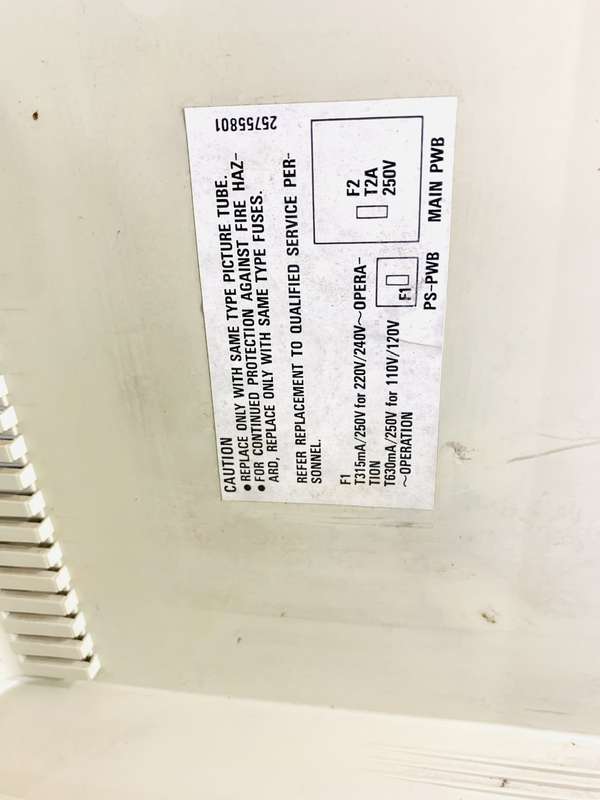 25755801
CAUTION
● REPLACE ONLY WITH SAME TYPE PICTURE TUBE.
● FOR CONTINUED PROTECTION AGAINST FIRE HAZ-
ARD, REPLACE ONLY WITH SAME TYPE FUSES.
REFER REPLACEMENT TO QUALIFIED SERVICE PER-
SONNEL.
F1
T315mA/250V for 220V/240V~OPERA-
TION
T630mA/250V for 110V/120V
~OPERATION
F1
PS-PWB
F2
T2A
250V
MAIN PWB